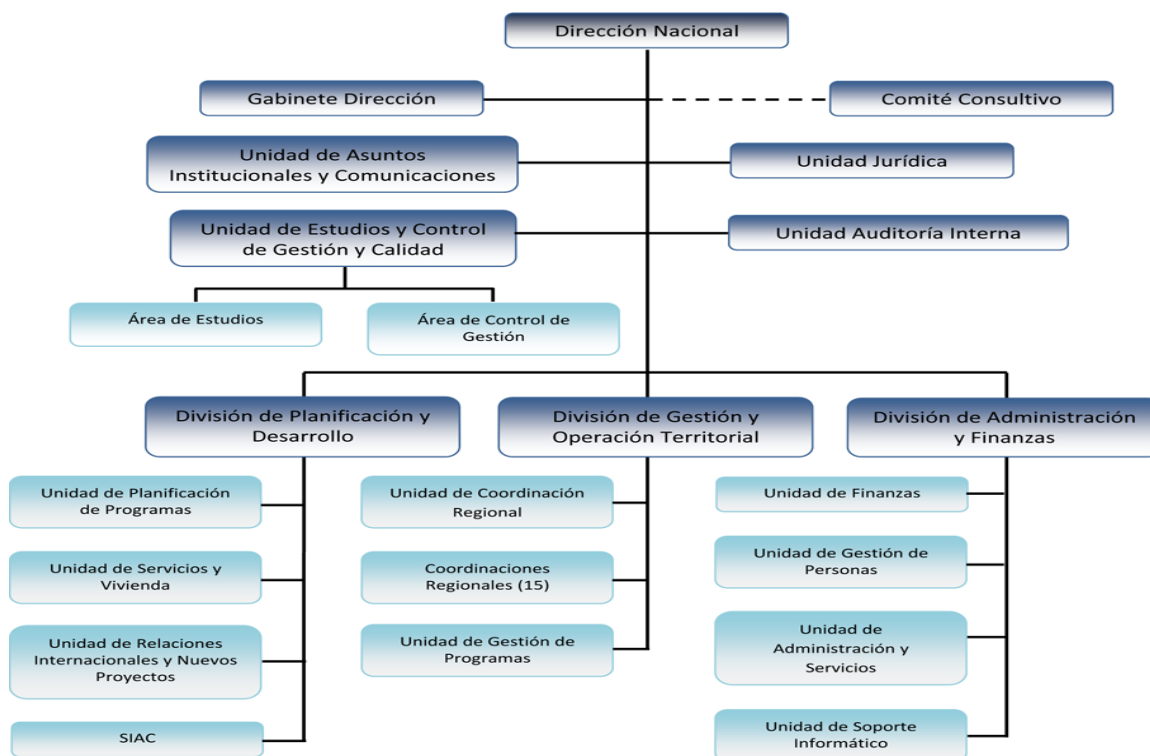 Dirección Nacional
Gabinete Dirección
Comité Consultivo
Unidad de Asuntos
Institucionales y Comunicaciones
Unidad Jurídica
Unidad de Estudios y Control
de Gestión y Calidad
Unidad Auditoría Interna
Área de Estudios
Área de Control de
Gestión
División de Planificación y
Desarrollo
División de Gestión y
Operación Territorial
División de Administración
y Finanzas
Unidad de Planificación
de Programas
Unidad de Servicios y
Vivienda
Unidad de Relaciones
Internacionales y Nuevos
Proyectos
SIAC
Unidad de Coordinación
Regional
Coordinaciones
Regionales (15)
Unidad de Gestión de
Programas
Unidad de Finanzas
Unidad de Gestión de
Personas
Unidad de
Administración y
Servicios
Unidad de Soporte
Informático